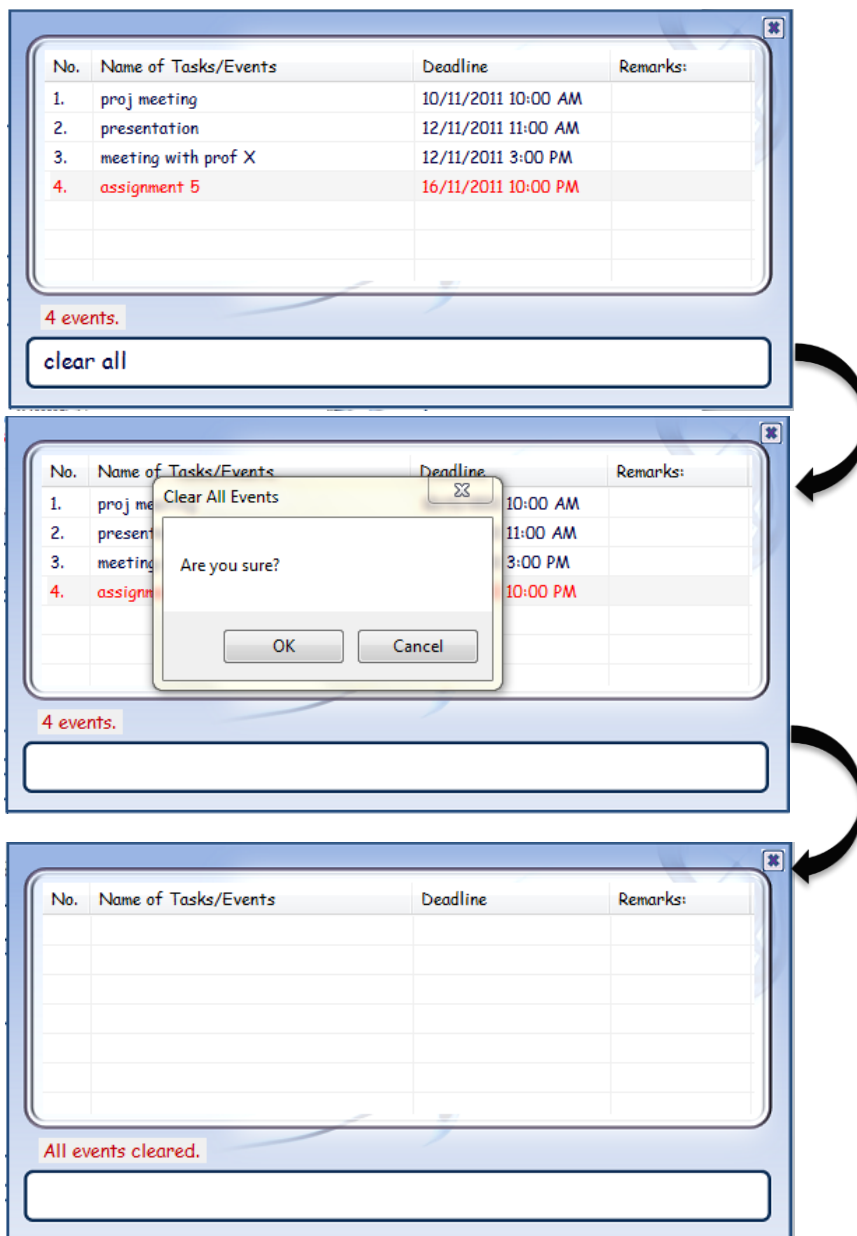 No. Name of Tasks/Events Deadline Remarks:
1. proj meeting 10/11/2011 10:00 AM
2. presentation 12/11/2011 11:00 AM
3. meeting with prof X 12/11/2011 3:00 PM
4. assignment 5 16/11/2011 10:00 PM
4 events.
clear all
No. Name of Tasks/Events Deadline Remarks:
Clear All Events
1. proj me 10:00 AM
2. present 11:00 AM
3. meeting 3:00 PM
Are you sure?
4. assignm 10:00 PM
OK Cancel
4 events.
No. Name of Tasks/Events Deadline Remarks:
All events cleared.